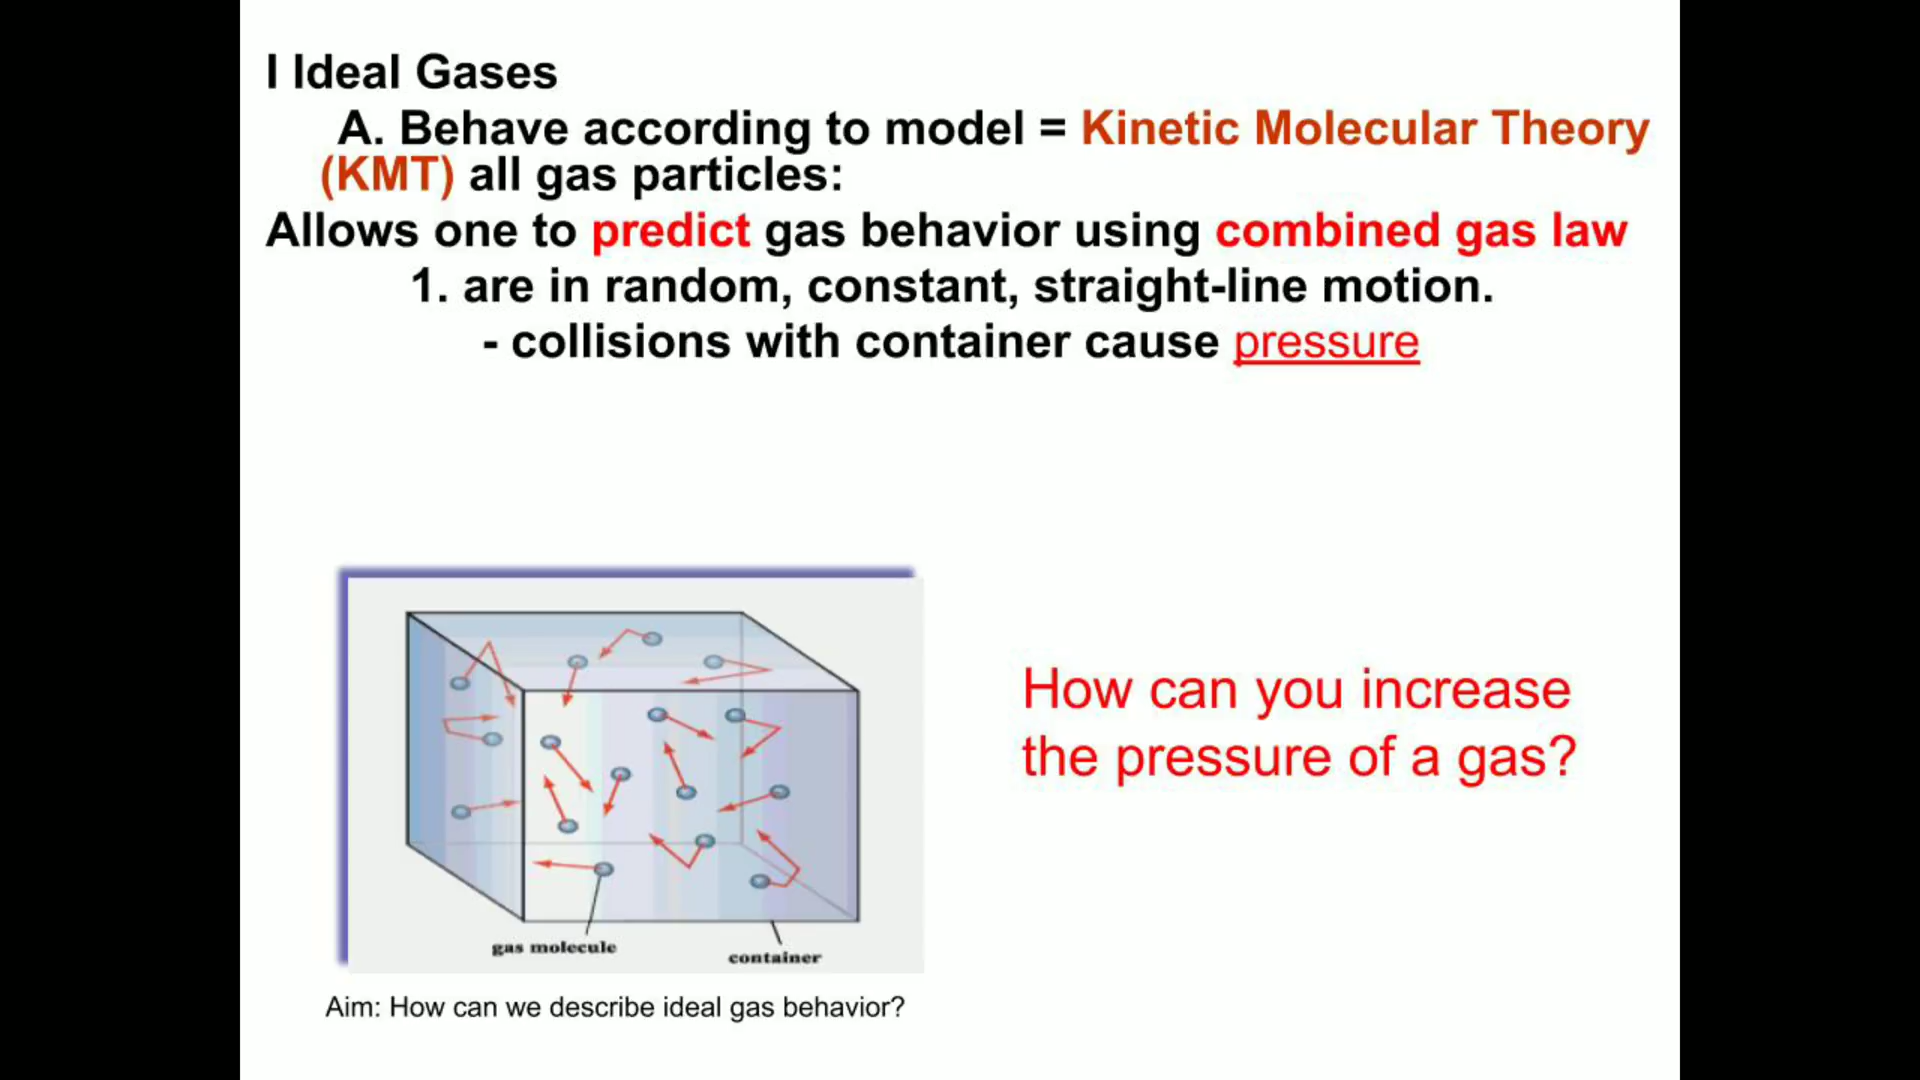 I Ideal Gases
A. Behave according to model = Kinetic Molecular Theory
(KMT) all gas particles:
Allows one to predict gas behavior using combined gas law
1. are in random, constant, straight-line motion.
- collisions with container cause pressure
How can you increase
the pressure of a gas?
gas molecule
container
Aim: How can we describe ideal gas behavior?